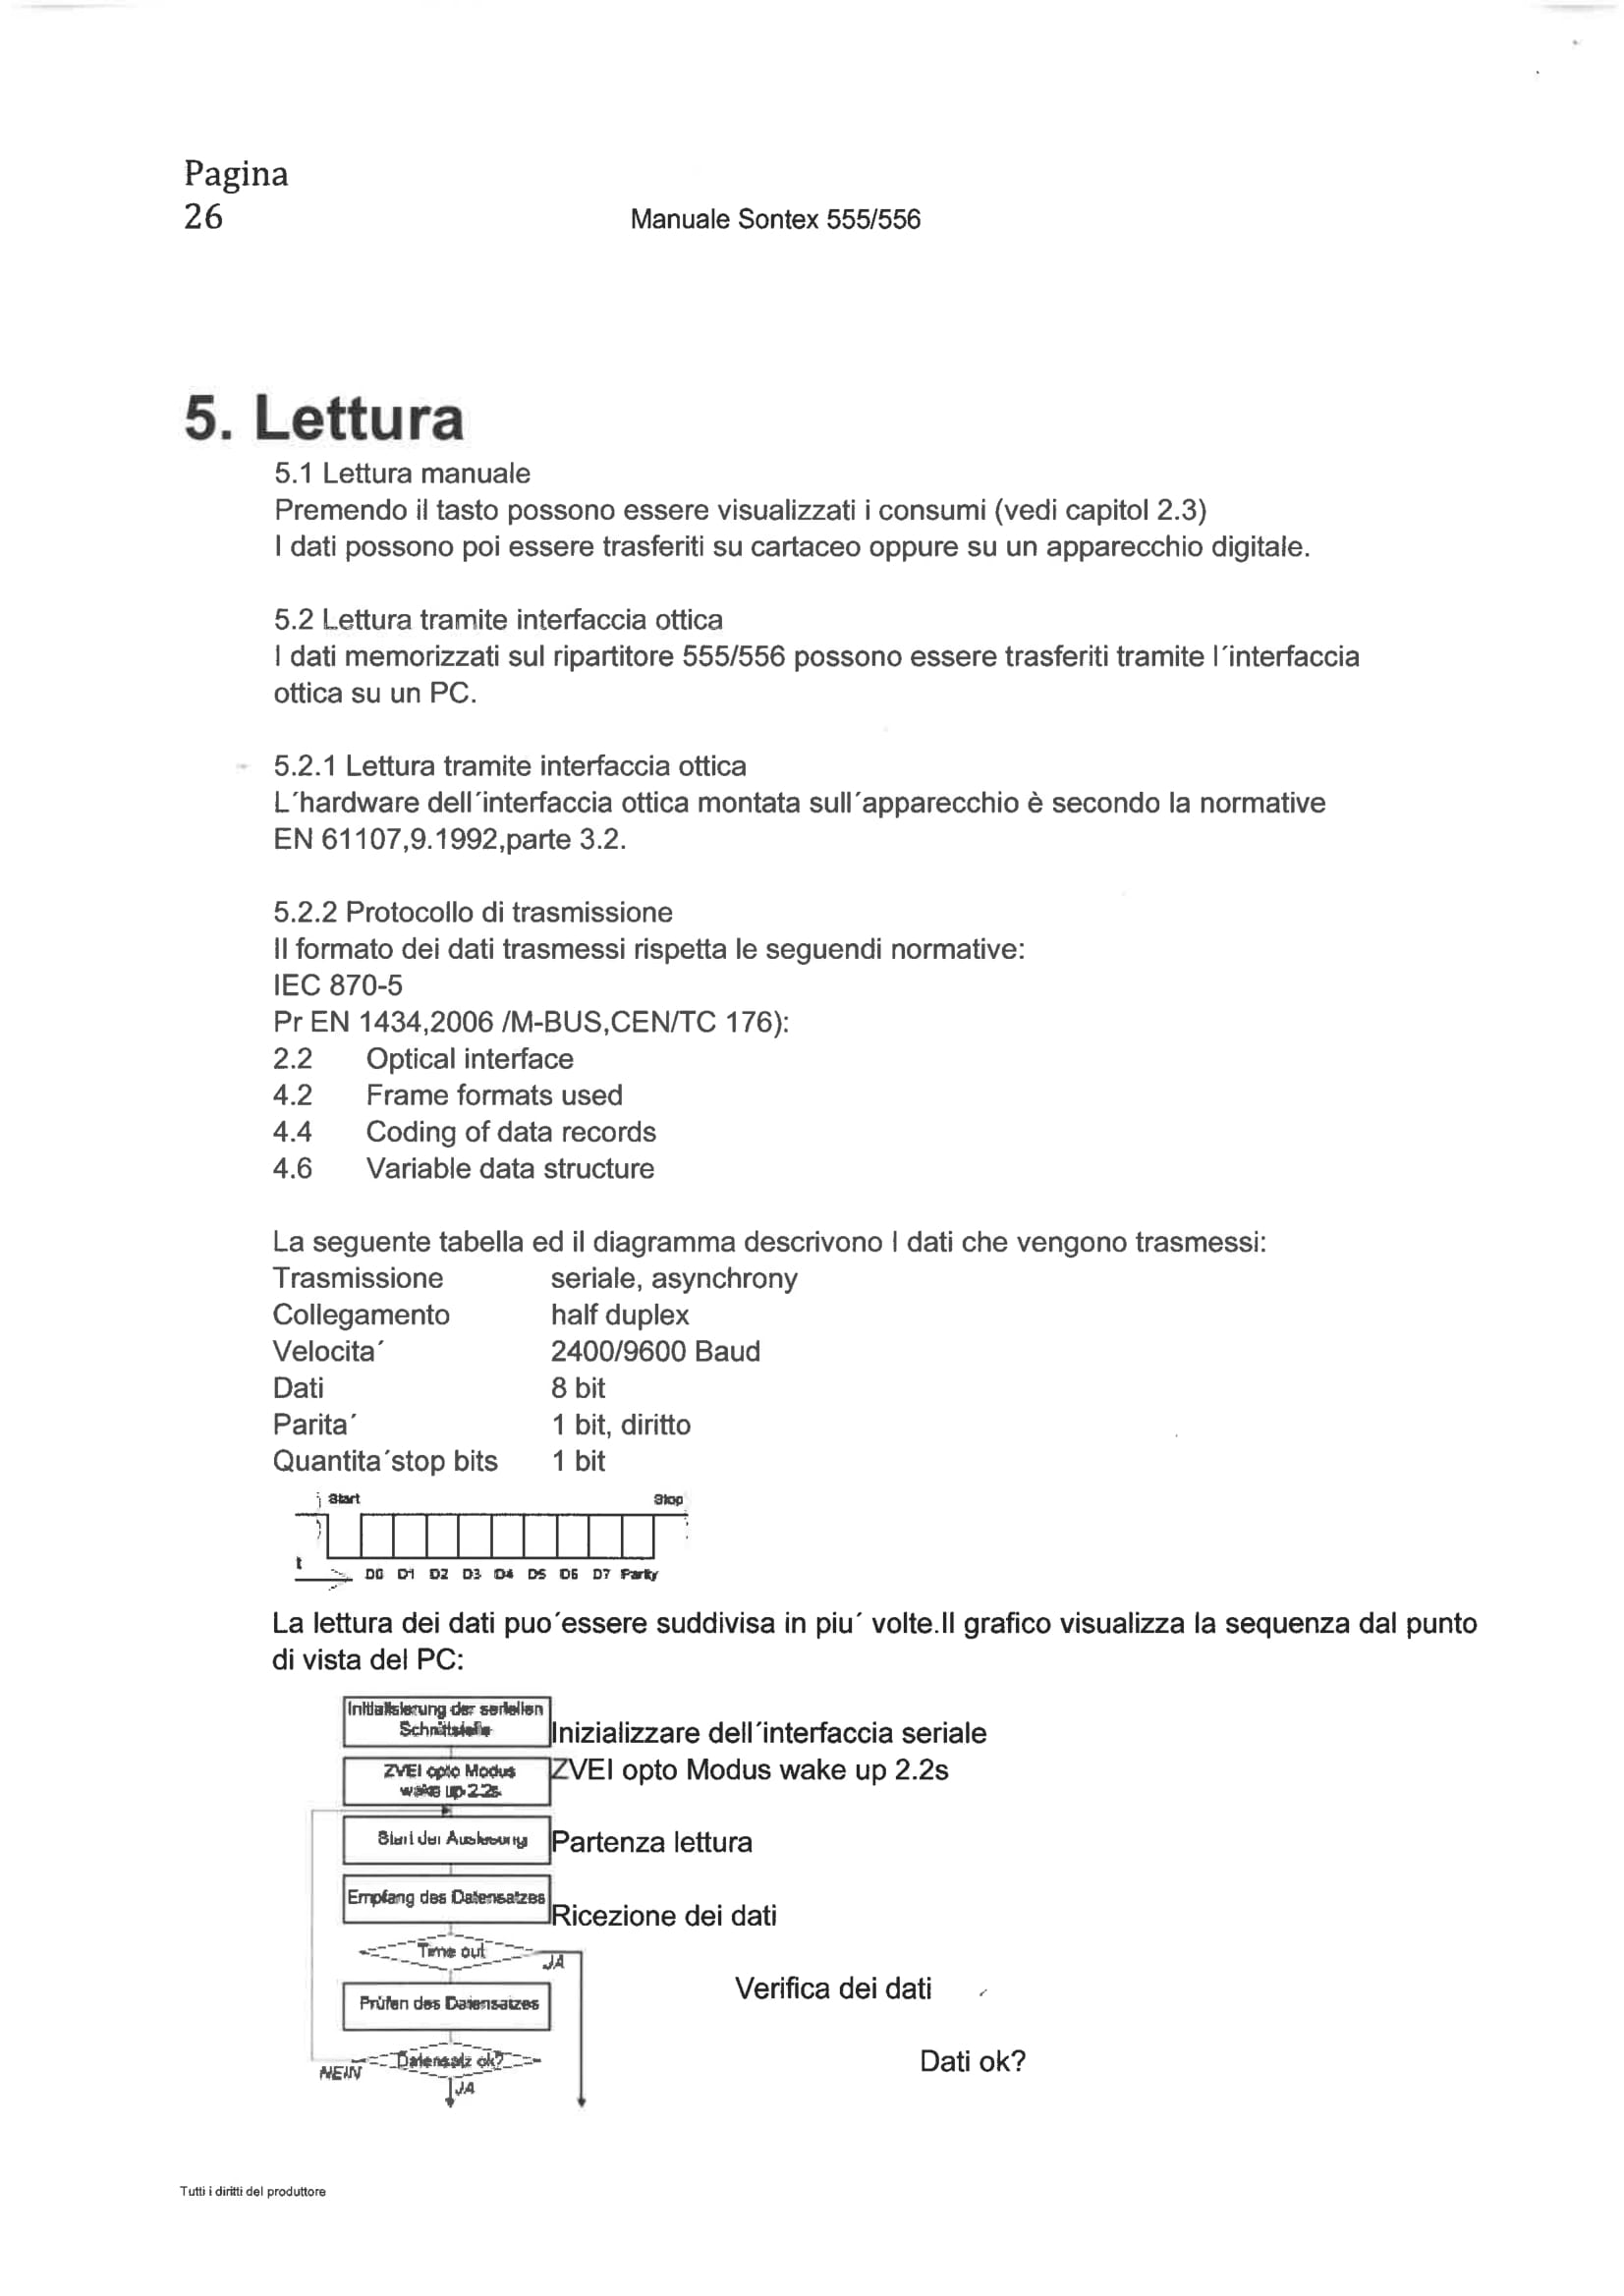 Pagina
26
Manuale Sontex 555/556
5. Lettura
5.1 Lettura manuale
Premendo il tasto possono essere visualizzati i consumi (vedi capitol 2.3)
I dati possono poi essere trasferiti su cartaceo oppure su un apparecchio digitale.
5.2 Lettura tramite interfaccia ottica
I dati memorizzati sul ripartitore 555/556 possono essere trasferiti tramite l´interfaccia
ottica su un PC.
5.2.1 Lettura tramite interfaccia ottica
L´hardware dell´interfaccia ottica montata sull´apparecchio è secondo la normative
EN 61107,9.1992,parte 3.2.
5.2.2 Protocollo di trasmissione
Il formato dei dati trasmessi rispetta le seguendi normative:
IEC 870-5
Pr EN 1434,2006 /M-BUS,CEN/TC 176):
2.2 Optical interface
4.2 Frame formats used
4.4 Coding of data records
4.6 Variable data structure
La seguente tabella ed il diagramma descrivono I dati che vengono trasmessi:
Trasmissione seriale, asynchrony
Collegamento half duplex
Velocita´ 2400/9600 Baud
Dati 8 bit
Parita´ 1 bit, diritto
Quantita´stop bits 1 bit
Start Stop
t
D0 D1 D2 D3 D4 D5 D6 D7 Parity
La lettura dei dati puo´essere suddivisa in piu´ volte.Il grafico visualizza la sequenza dal punto
di vista del PC:
Initialisierung der seriellen
Schnittstelle
Inizializzare dell´interfaccia seriale
ZVEI opto Modus
wake up 2.2s
ZVEI opto Modus wake up 2.2s
Start der Auslesung
Partenza lettura
Empfang des Datensatzes
Ricezione dei dati
Time out
JA
Verifica dei dati
Prüfen des Datensatzes
Datensatz ok?
Dati ok?
NEIN
JA
Tutti i diritti del produttore